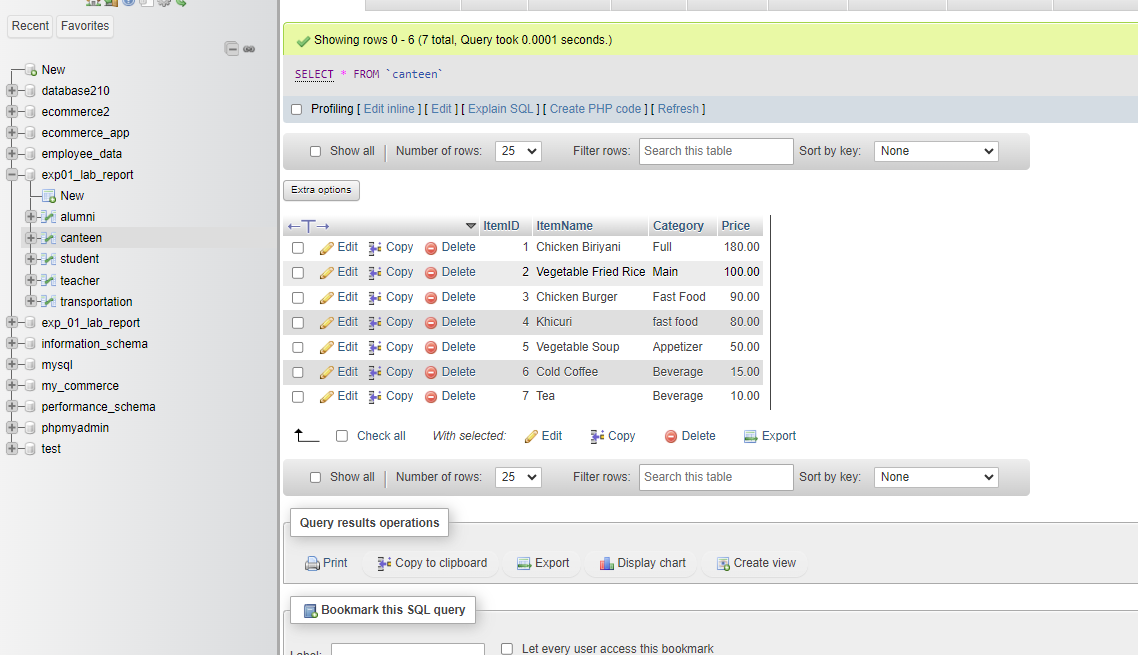 Recent Favorites
New
database210
ecommerce2
ecommerce_app
employee_data
exp01_lab_report
New
alumni
canteen
student
teacher
transportation
exp_01_lab_report
information_schema
mysql
my_commerce
performance_schema
phpmyadmin
test
Showing rows 0 - 6 (7 total, Query took 0.0001 seconds.)
SELECT * FROM `canteen`
Profiling [ Edit inline ] [ Edit ] [ Explain SQL ] [ Create PHP code ] [ Refresh ]
Show all Number of rows: 25 Filter rows: Search this table Sort by key: None
Extra options
ItemID ItemName Category Price
Edit Copy Delete 1 Chicken Biriyani Full 180.00
Edit Copy Delete 2 Vegetable Fried Rice Main 100.00
Edit Copy Delete 3 Chicken Burger Fast Food 90.00
Edit Copy Delete 4 Khicuri fast food 80.00
Edit Copy Delete 5 Vegetable Soup Appetizer 50.00
Edit Copy Delete 6 Cold Coffee Beverage 15.00
Edit Copy Delete 7 Tea Beverage 10.00
Check all With selected: Edit Copy Delete Export
Show all Number of rows: 25 Filter rows: Search this table Sort by key: None
Query results operations
Print Copy to clipboard Export Display chart Create view
Bookmark this SQL query
Label: Let every user access this bookmark